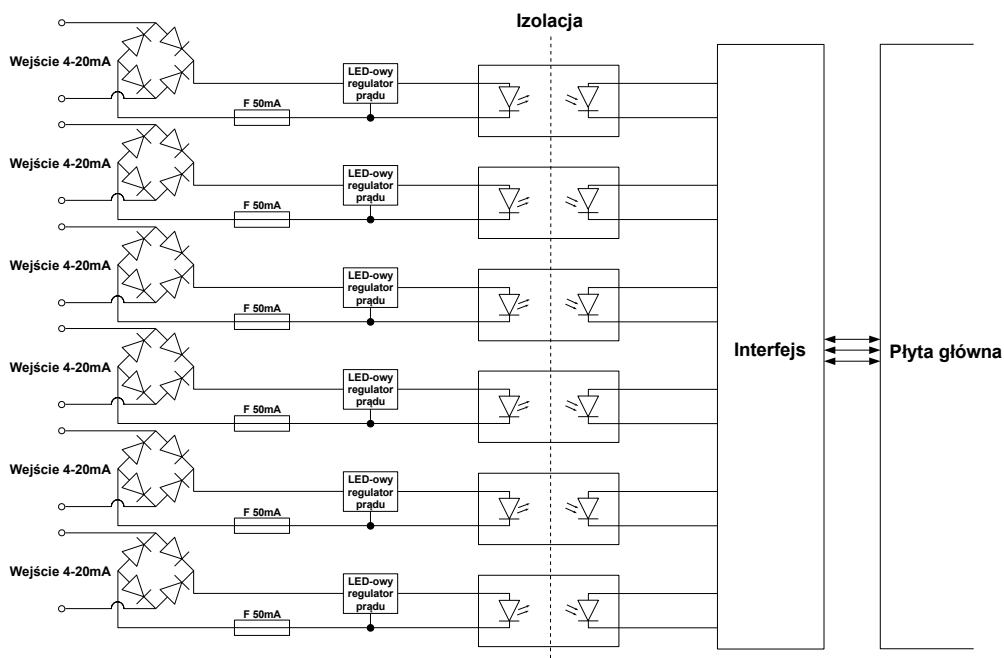 Izolacja
Wejście 4-20mA
LED-owy
regulator
prądu
F 50mA
Wejście 4-20mA
LED-owy
regulator
prądu
F 50mA
Wejście 4-20mA
LED-owy
regulator
prądu
F 50mA
Interfejs
Płyta główna
Wejście 4-20mA
LED-owy
regulator
prądu
F 50mA
Wejście 4-20mA
LED-owy
regulator
prądu
F 50mA
Wejście 4-20mA
LED-owy
regulator
prądu
F 50mA